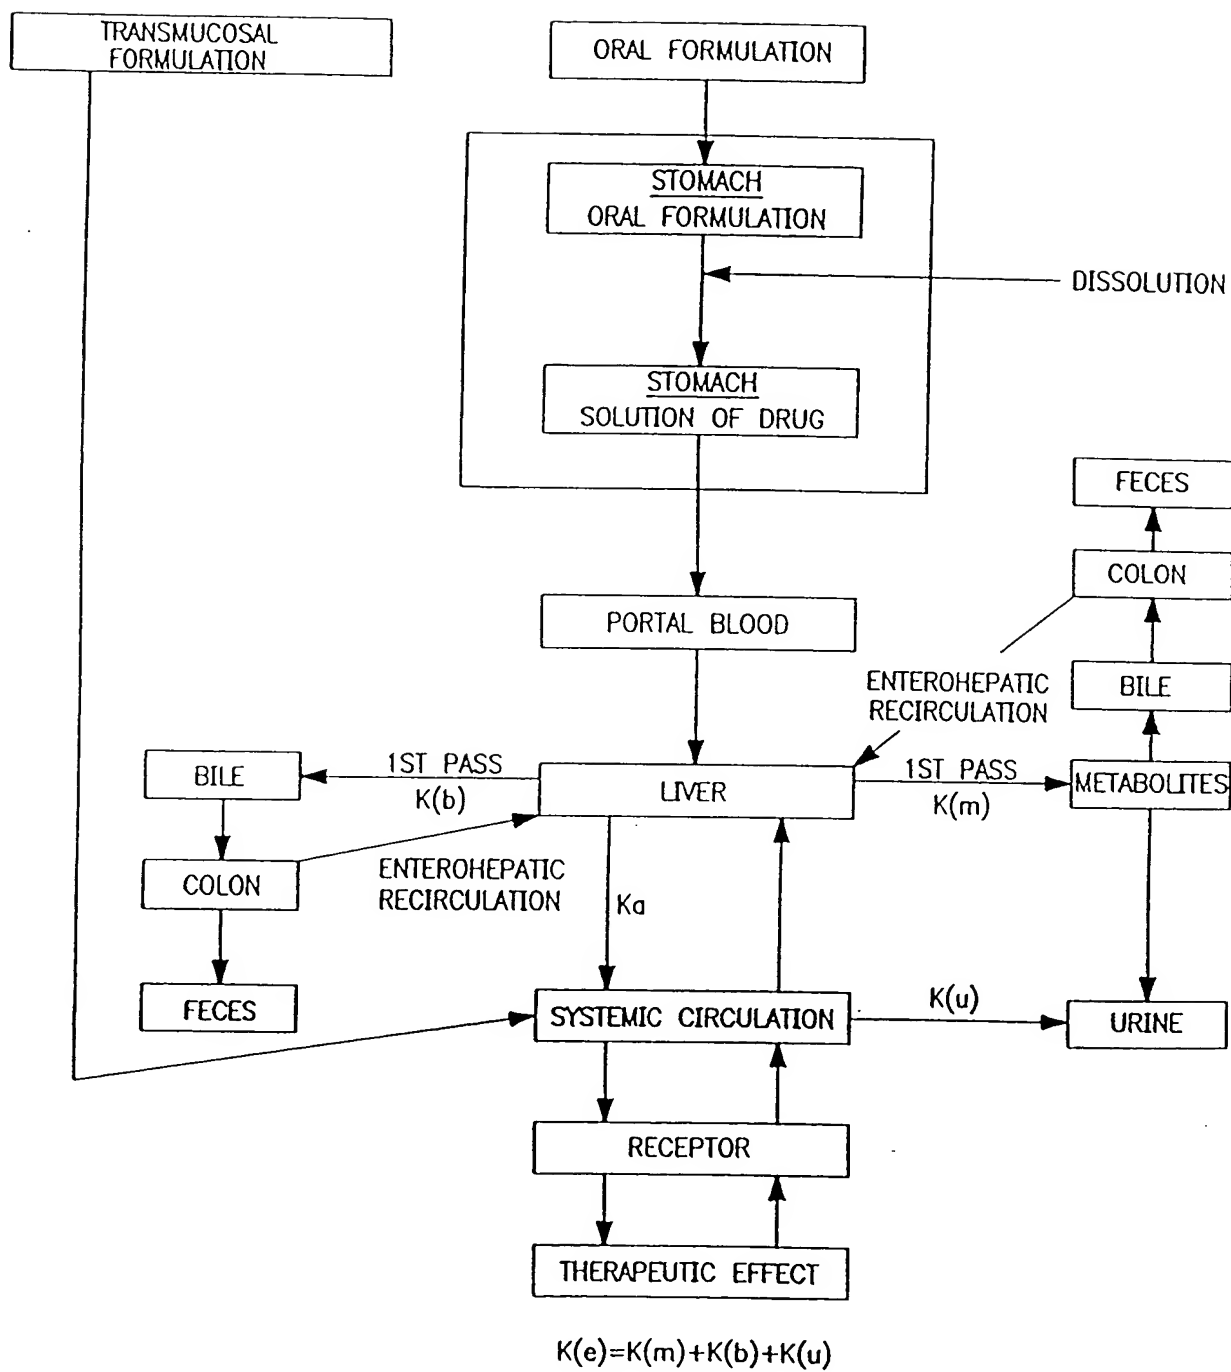 TRANSMUCOSAL
FORMULATION
ORAL FORMULATION
STOMACH
ORAL FORMULATION
DISSOLUTION
STOMACH
SOLUTION OF DRUG
FECES
COLON
PORTAL BLOOD
ENTEROHEPATIC
RECIRCULATION
BILE
BILE
1ST PASS
K(b)
LIVER
1ST PASS
K(m)
METABOLITES
COLON
ENTEROHEPATIC
RECIRCULATION
Ka
FECES
SYSTEMIC CIRCULATION
K(u)
URINE
RECEPTOR
THERAPEUTIC EFFECT
K(e)=K(m)+K(b)+K(u)